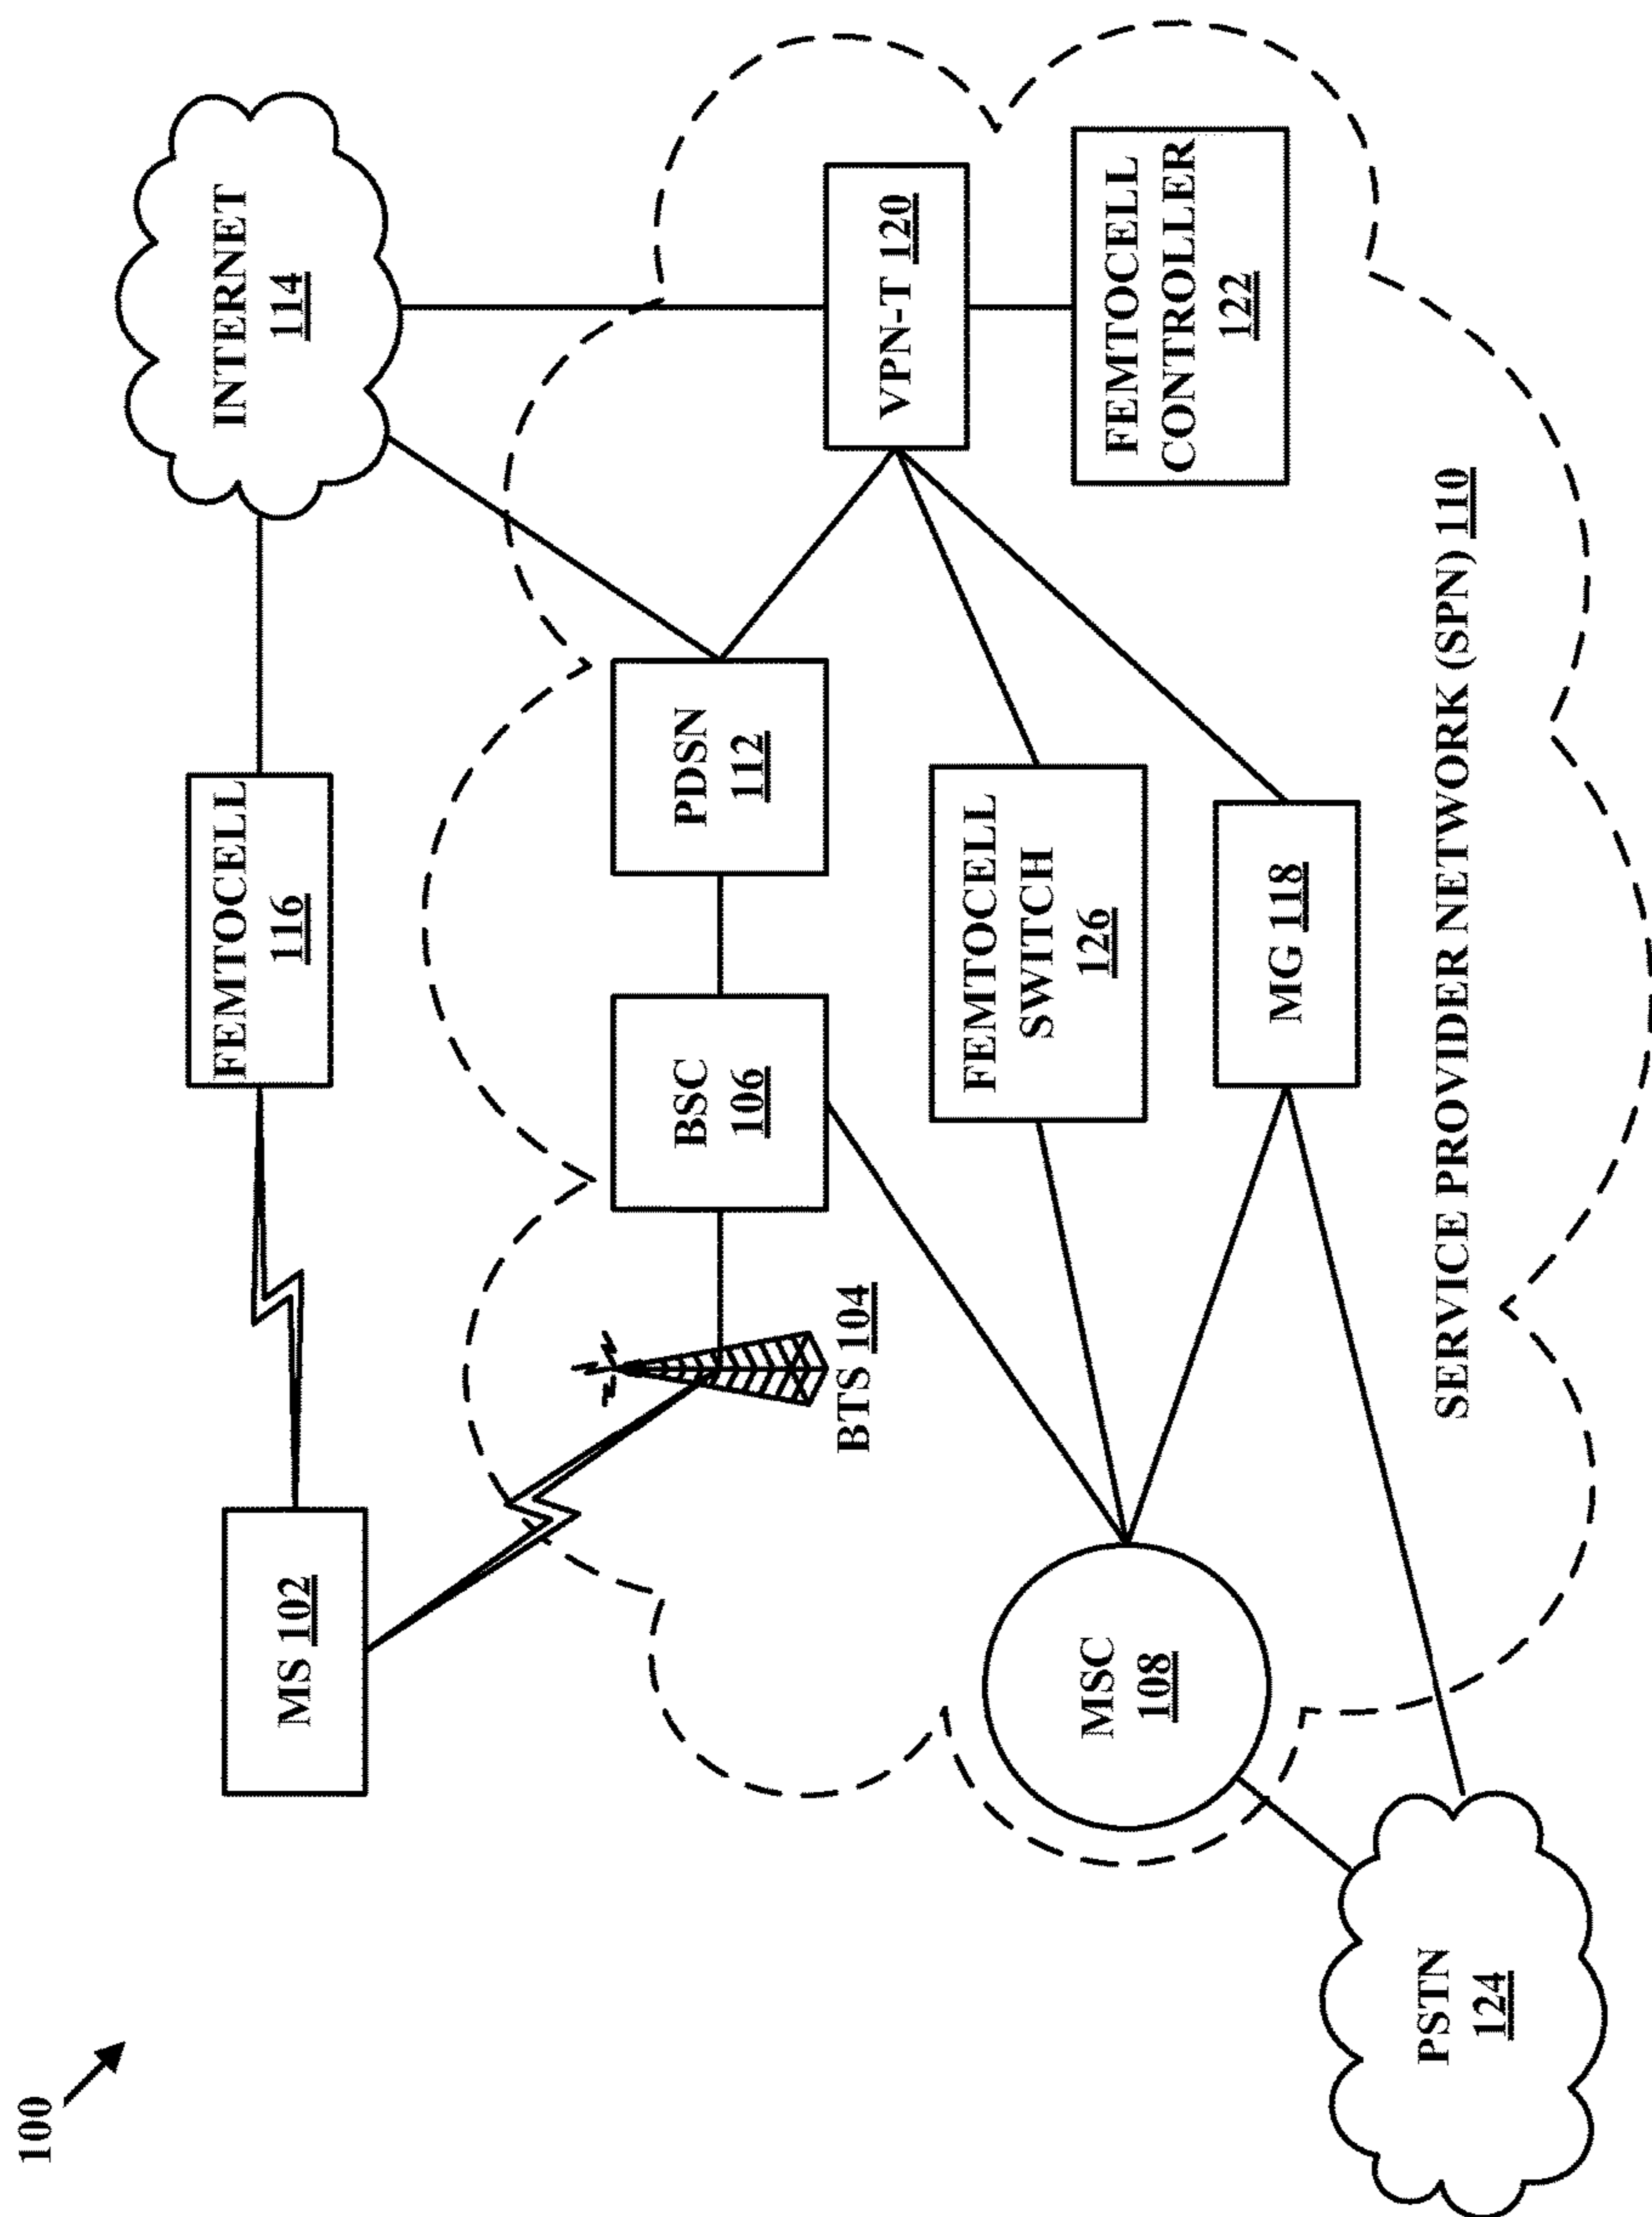 100
MS 102
FEMTOCELL
116
INTERNET
114
BTS 104
BSC
106
PDSN
112
VPN-T 120
MSC
108
FEMTOCELL
SWITCH
126
FEMTOCELL
CONTROLLER
122
MG 118
PSTN
124
SERVICE PROVIDER NETWORK (SPN) 110